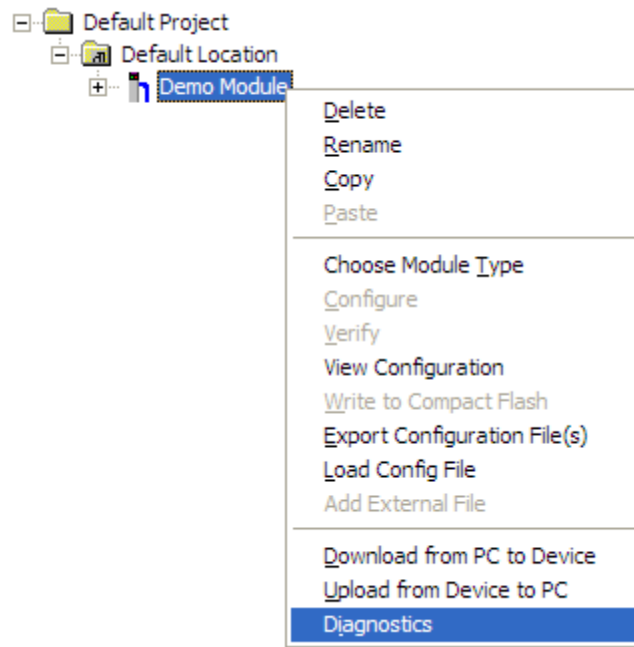 Default Project
Default Location
Demo Module
Delete
Rename
Copy
Paste
Choose Module Type
Configure
Verify
View Configuration
Write to Compact Flash
Export Configuration File(s)
Load Config File
Add External File
Download from PC to Device
Upload from Device to PC
Diagnostics